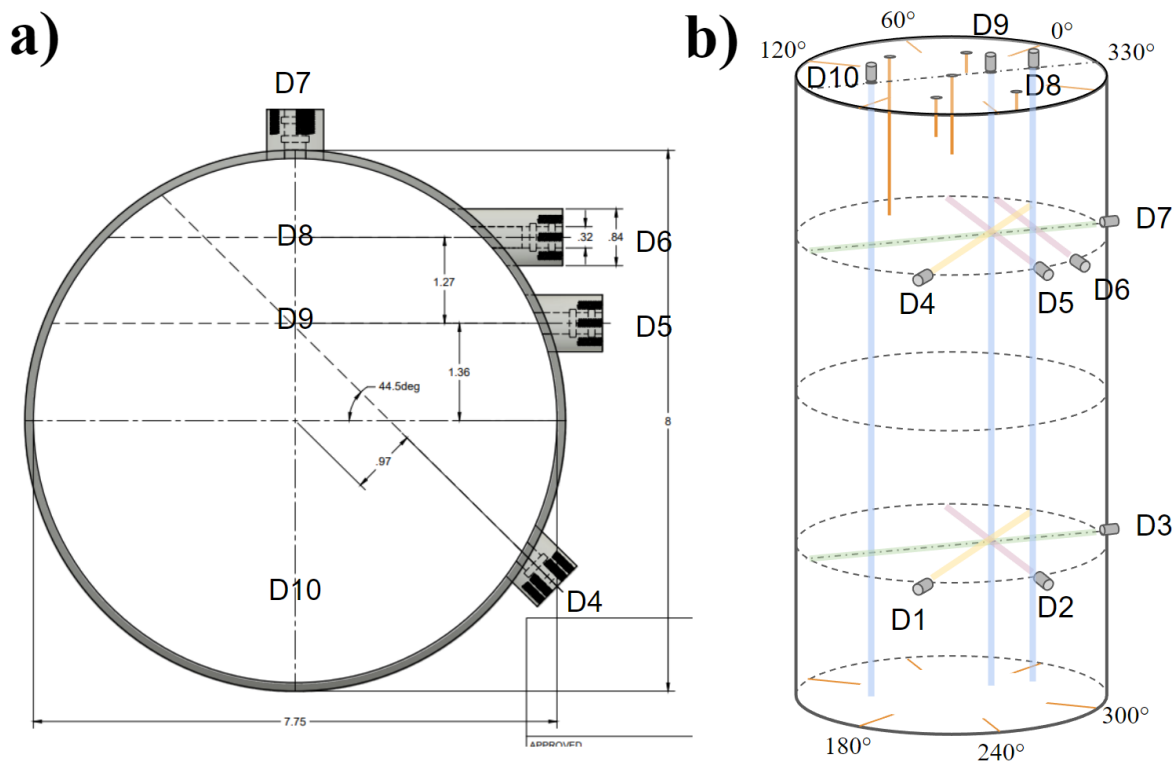 a)
D7
D8
D6
.32
.84
1.27
D9
D5
1.36
44.5deg
8
.97
D10
D4
7.75
APPROVED
b)
D9
60°
0°
120°
330°
D10
D8
D7
D6
D4
D5
D3
D1
D2
300°
180°
240°